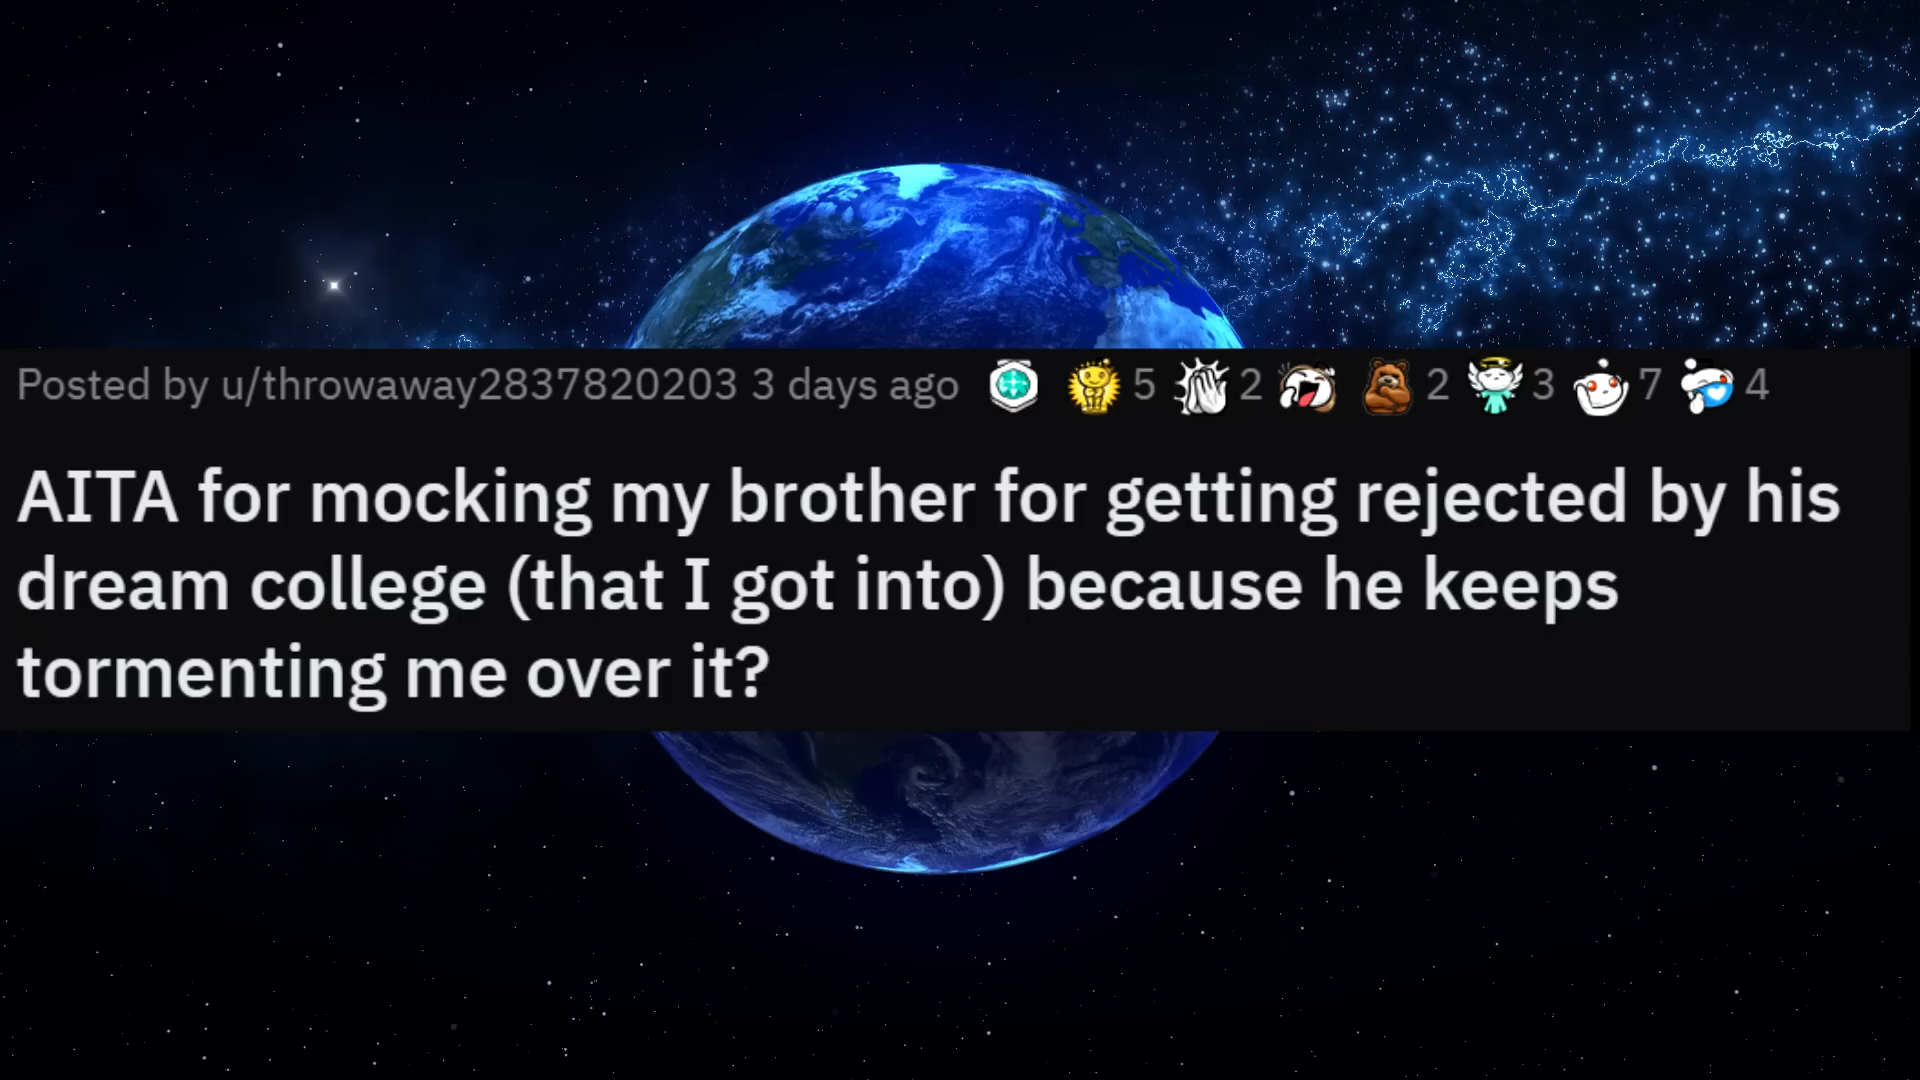 Posted by u/throwaway2837820203 3 days ago 5 2 2 3 7 4
AITA for mocking my brother for getting rejected by his
dream college (that I got into) because he keeps
tormenting me over it?